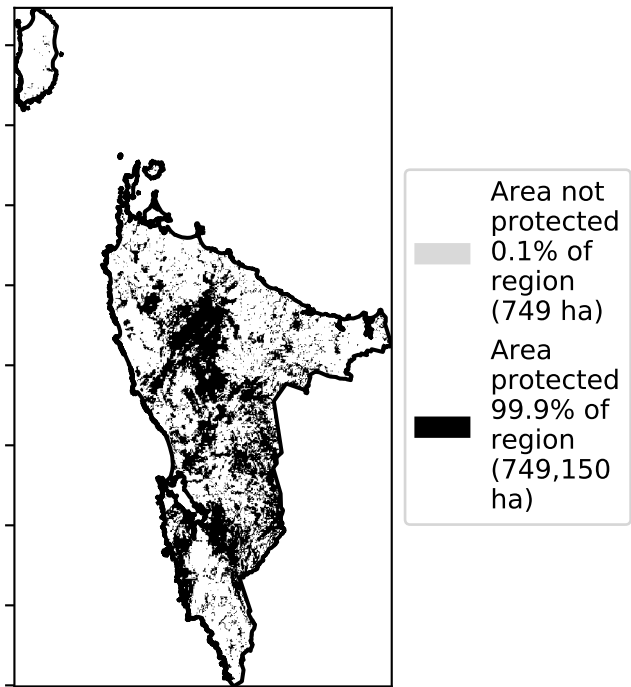 Area not
protected
0.1% of
region
(749 ha)
Area
protected
99.9% of
region
(749,150
ha)